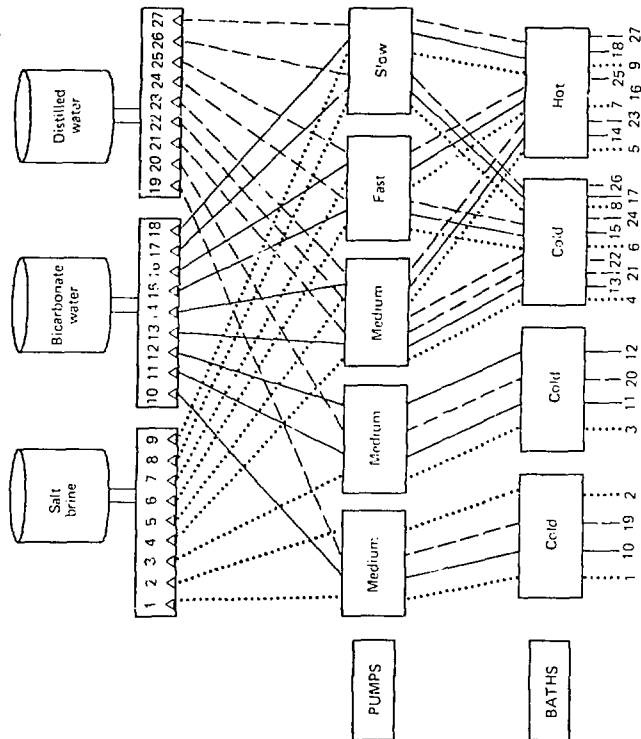 Salt
brine
Bicarbonate
water
Distilled
water
1 2 3 4 5 6 7 8 9
10 11 12 13 14 15 16 17 18
19 20 21 22 23 24 25 26 27
PUMPS
Medium
Medium
Medium
Fast
Slow
BATHS
Cold
Cold
Cold
Hot
1 10 19 2
3 11 20 12
4 13 21 22 6 15 24 8 17 26
5 14 23 7 16 25 9 18 27